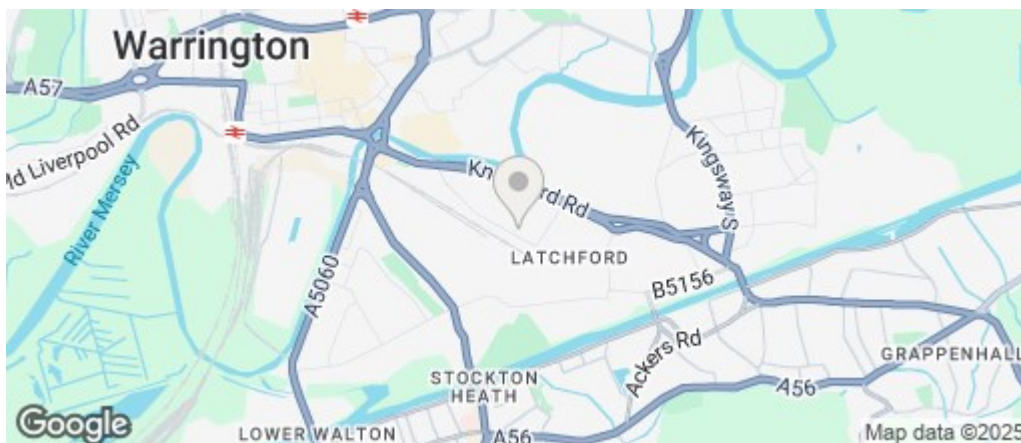 Warrington
A57
Old Liverpool Rd
River Mersey
A5060
Kingsway S
LATCHFORD
B5156
Ackers Rd
GRAPPENHALL
A56
STOCKTON
HEATH
LOWER WALTON
A56
Google
Map data ©2025